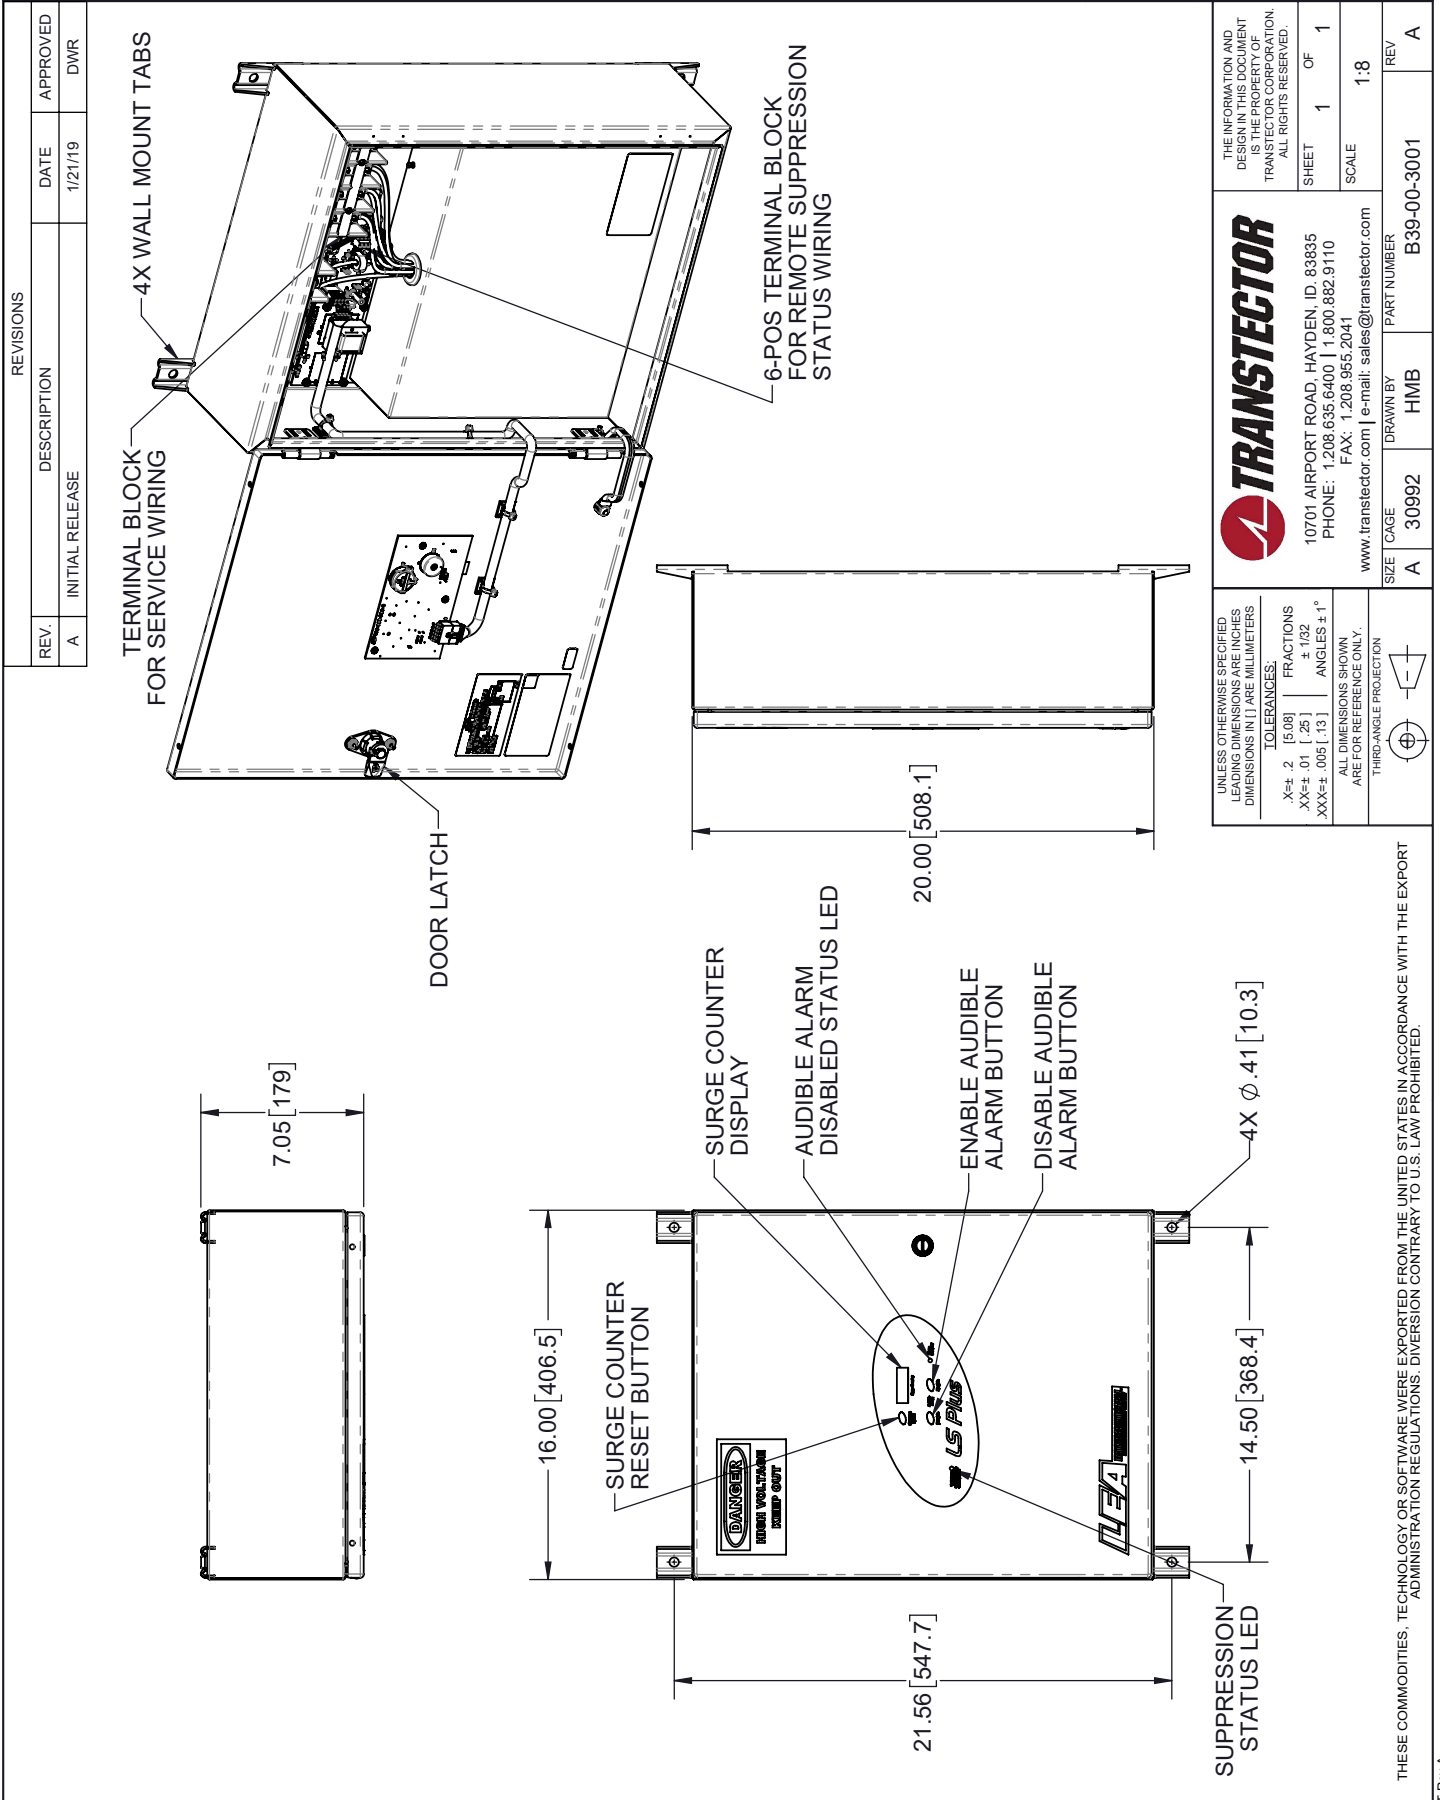 REVISIONS
REV. DESCRIPTION DATE APPROVED
A INITIAL RELEASE 1/21/19 DWR
4X WALL MOUNT TABS
TERMINAL BLOCK
FOR SERVICE WIRING
6-POS TERMINAL BLOCK
FOR REMOTE SUPPRESSION
STATUS WIRING
DOOR LATCH
7.05 [179]
20.00 [508.1]
16.00 [406.5]
SURGE COUNTER
RESET BUTTON
SURGE COUNTER
DISPLAY
AUDIBLE ALARM
DISABLED STATUS LED
ENABLE AUDIBLE
ALARM BUTTON
DISABLE AUDIBLE
ALARM BUTTON
DANGER
HIGH VOLTAGE
KEEP OUT
LS Plus
LEA
4X Ø.41 [10.3]
14.50 [368.4]
21.56 [547.7]
SUPPRESSION
STATUS LED
UNLESS OTHERWISE SPECIFIED
LEADING DIMENSIONS ARE INCHES
DIMENSIONS IN [ ] ARE MILLIMETERS
TOLERANCES:
.X=± .2 [5.08] FRACTIONS
.XX=± .01 [.25] ± 1/32
.XXX=± .005 [.13] ANGLES ± 1°
ALL DIMENSIONS SHOWN
ARE FOR REFERENCE ONLY.
THIRD-ANGLE PROJECTION
TRANSTECTOR
10701 AIRPORT ROAD, HAYDEN, ID. 83835
PHONE: 1.208.635.6400 | 1.800.882.9110
FAX: 1.208.955.2041
www.transtector.com | e-mail: sales@transtector.com
THE INFORMATION AND
DESIGN IN THIS DOCUMENT
IS THE PROPERTY OF
TRANSTECTOR CORPORATION.
ALL RIGHTS RESERVED.
SHEET 1 OF 1
SCALE 1:8
SIZE CAGE DRAWN BY PART NUMBER REV
A 30992 HMB B39-00-3001 A
THESE COMMODITIES, TECHNOLOGY OR SOFTWARE WERE EXPORTED FROM THE UNITED STATES IN ACCORDANCE WITH THE EXPORT
ADMINISTRATION REGULATIONS. DIVERSION CONTRARY TO U.S. LAW PROHIBITED.